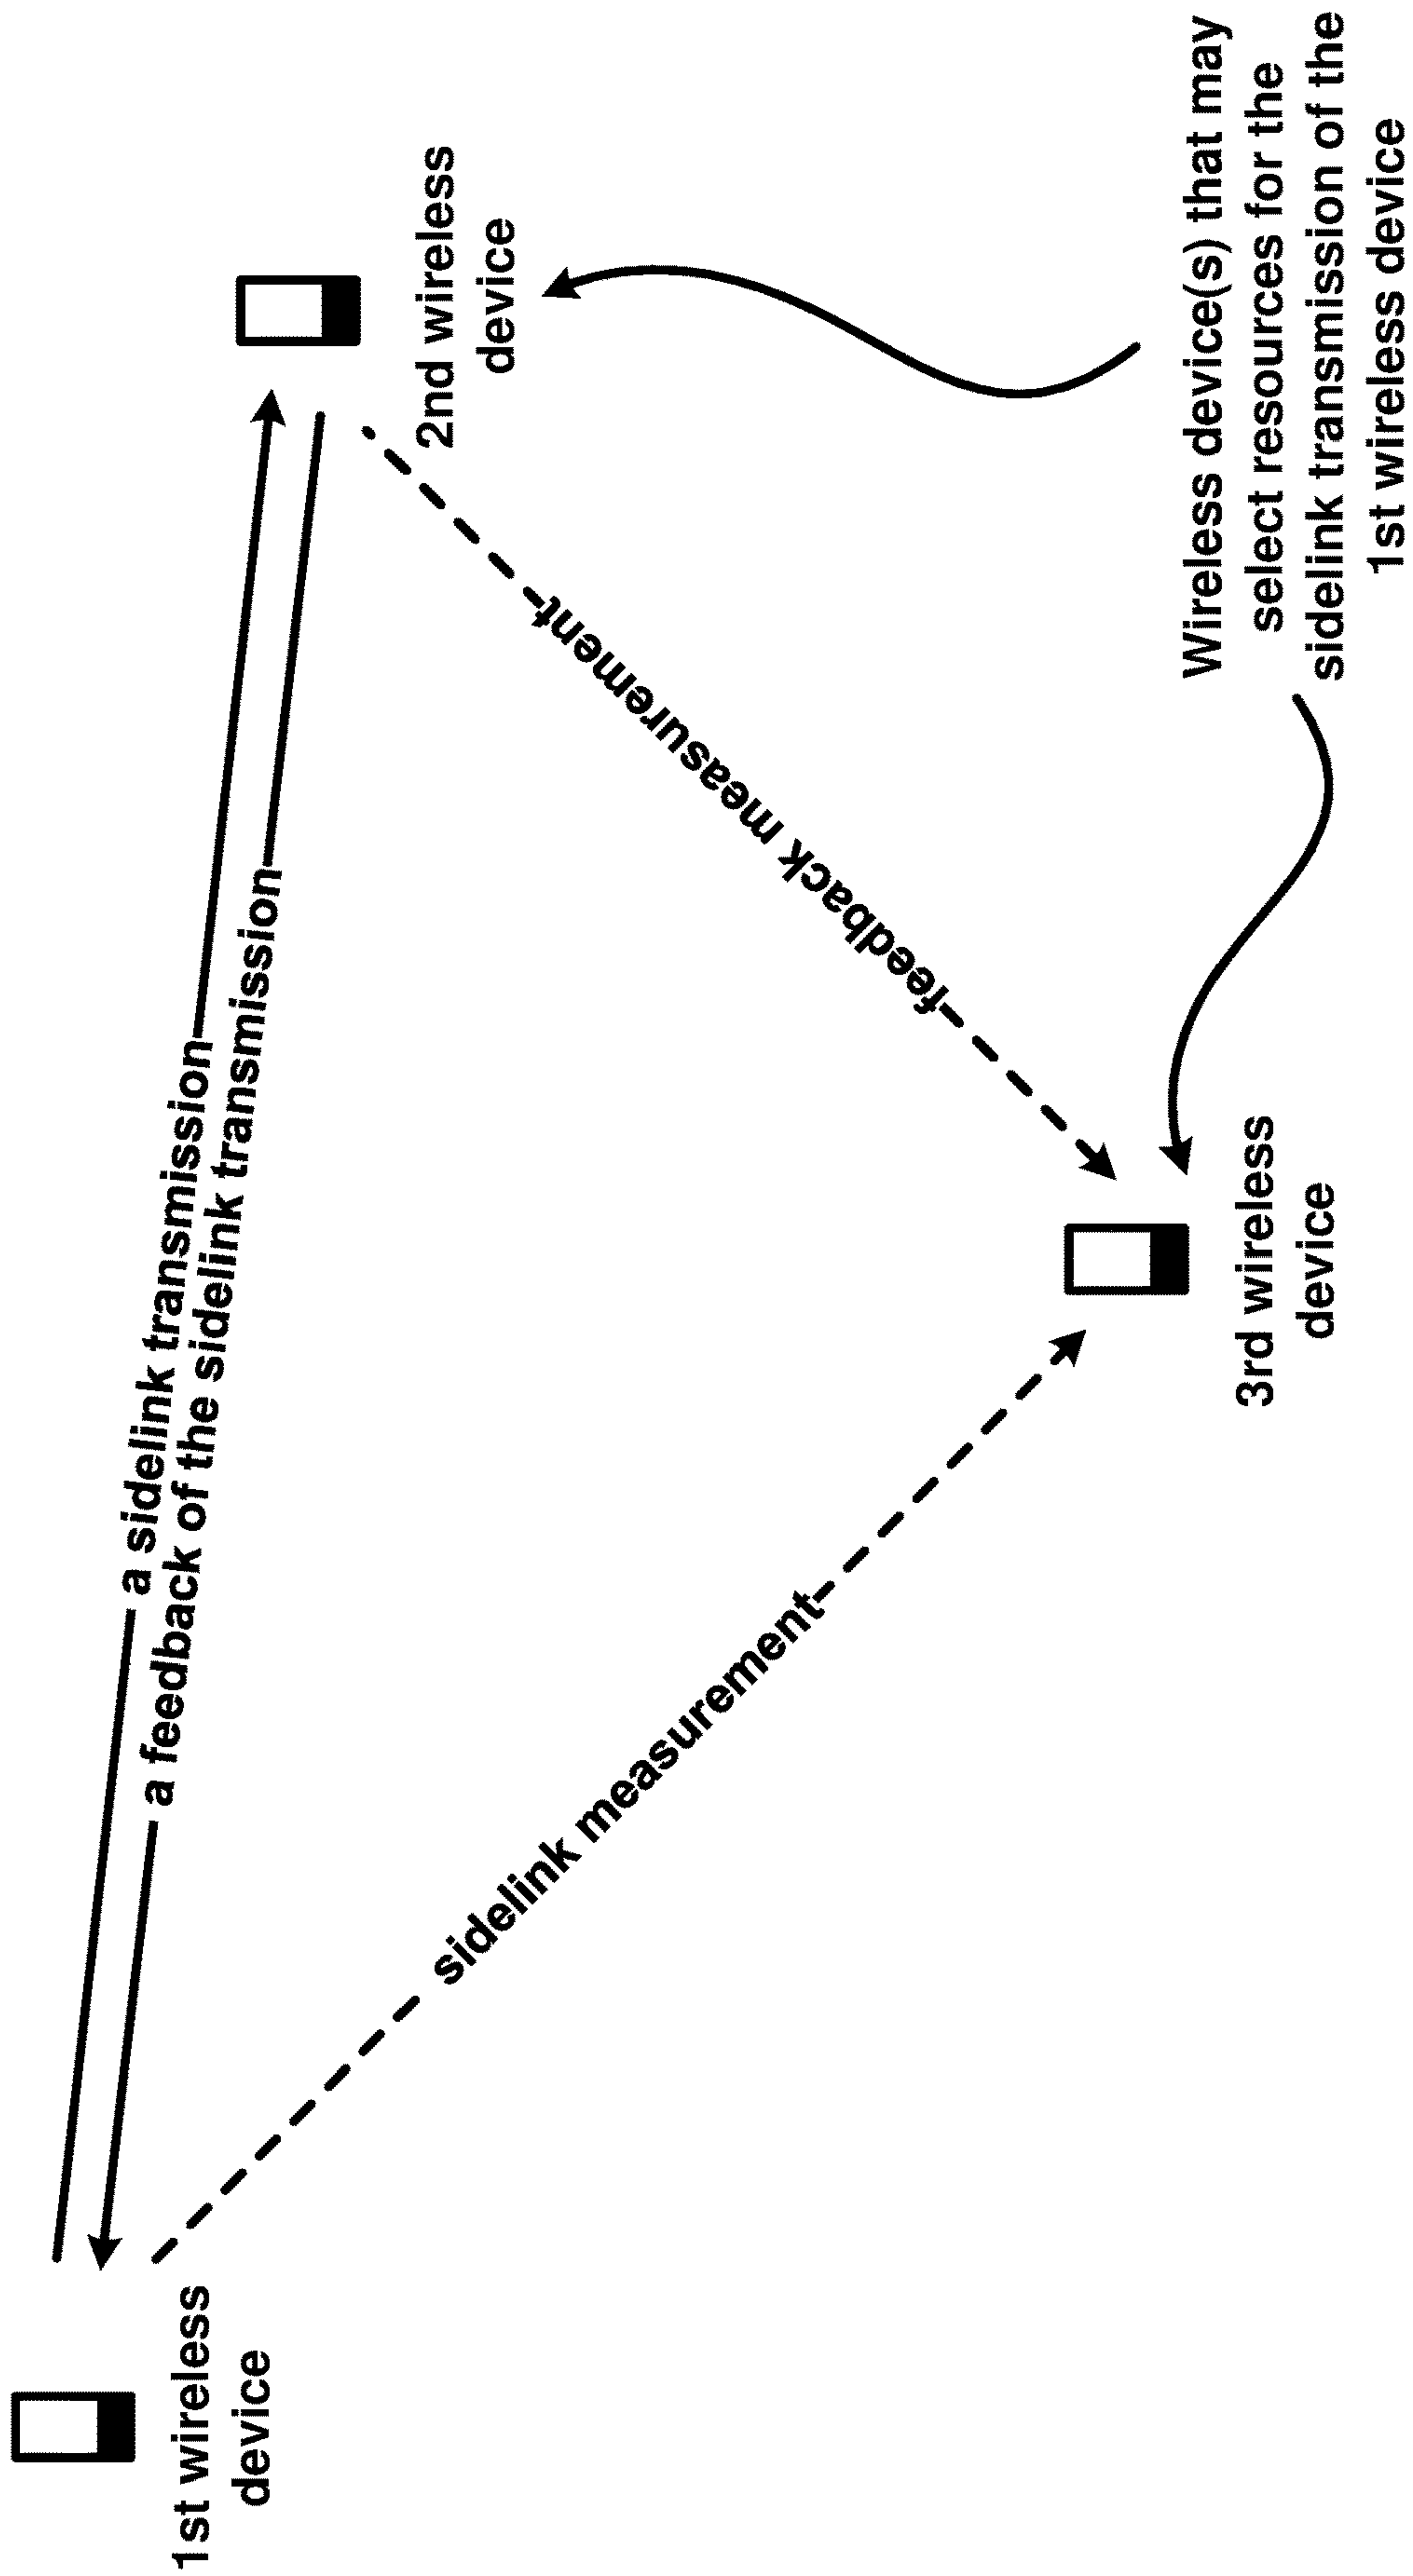 1st wireless
device
a sidelink transmission
a feedback of the sidelink transmission
2nd wireless
device
sidelink measurement
feedback measurement
3rd wireless
device
Wireless device(s) that may
select resources for the
sidelink transmission of the
1st wireless device